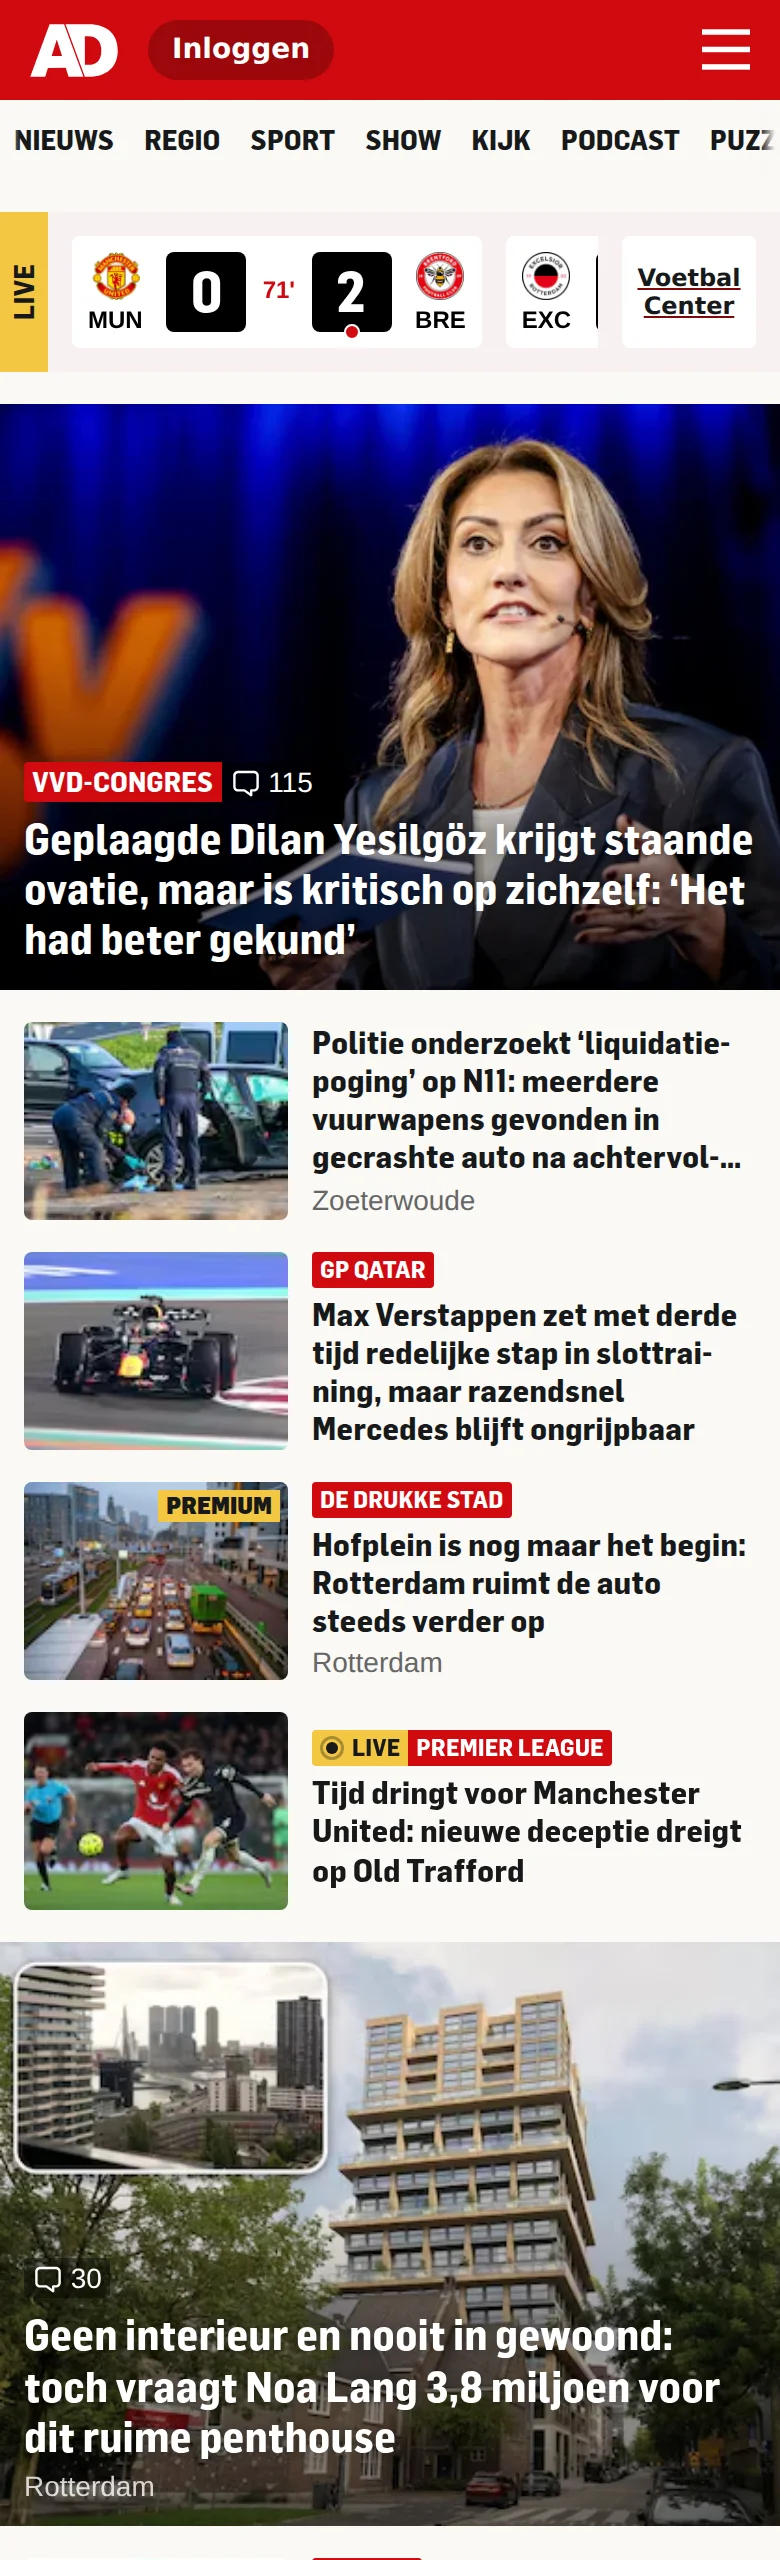 AD
Inloggen
NIEUWS REGIO SPORT SHOW KIJK PODCAST PUZZ
LIVE
MUN
0
71'
2
BRE
EXC
Voetbal
Center
VVD-CONGRES
115
Geplaagde Dilan Yesilgöz krijgt staande
ovatie, maar is kritisch op zichzelf: ‘Het
had beter gekund’
Politie onderzoekt ‘liquidatie-
poging’ op N11: meerdere
vuurwapens gevonden in
gecrashte auto na achtervol-...
Zoeterwoude
GP QATAR
Max Verstappen zet met derde
tijd redelijke stap in slottrai-
ning, maar razendsnel
Mercedes blijft ongrijpbaar
PREMIUM
DE DRUKKE STAD
Hofplein is nog maar het begin:
Rotterdam ruimt de auto
steeds verder op
Rotterdam
LIVE PREMIER LEAGUE
Tijd dringt voor Manchester
United: nieuwe deceptie dreigt
op Old Trafford
30
Geen interieur en nooit in gewoond:
toch vraagt Noa Lang 3,8 miljoen voor
dit ruime penthouse
Rotterdam